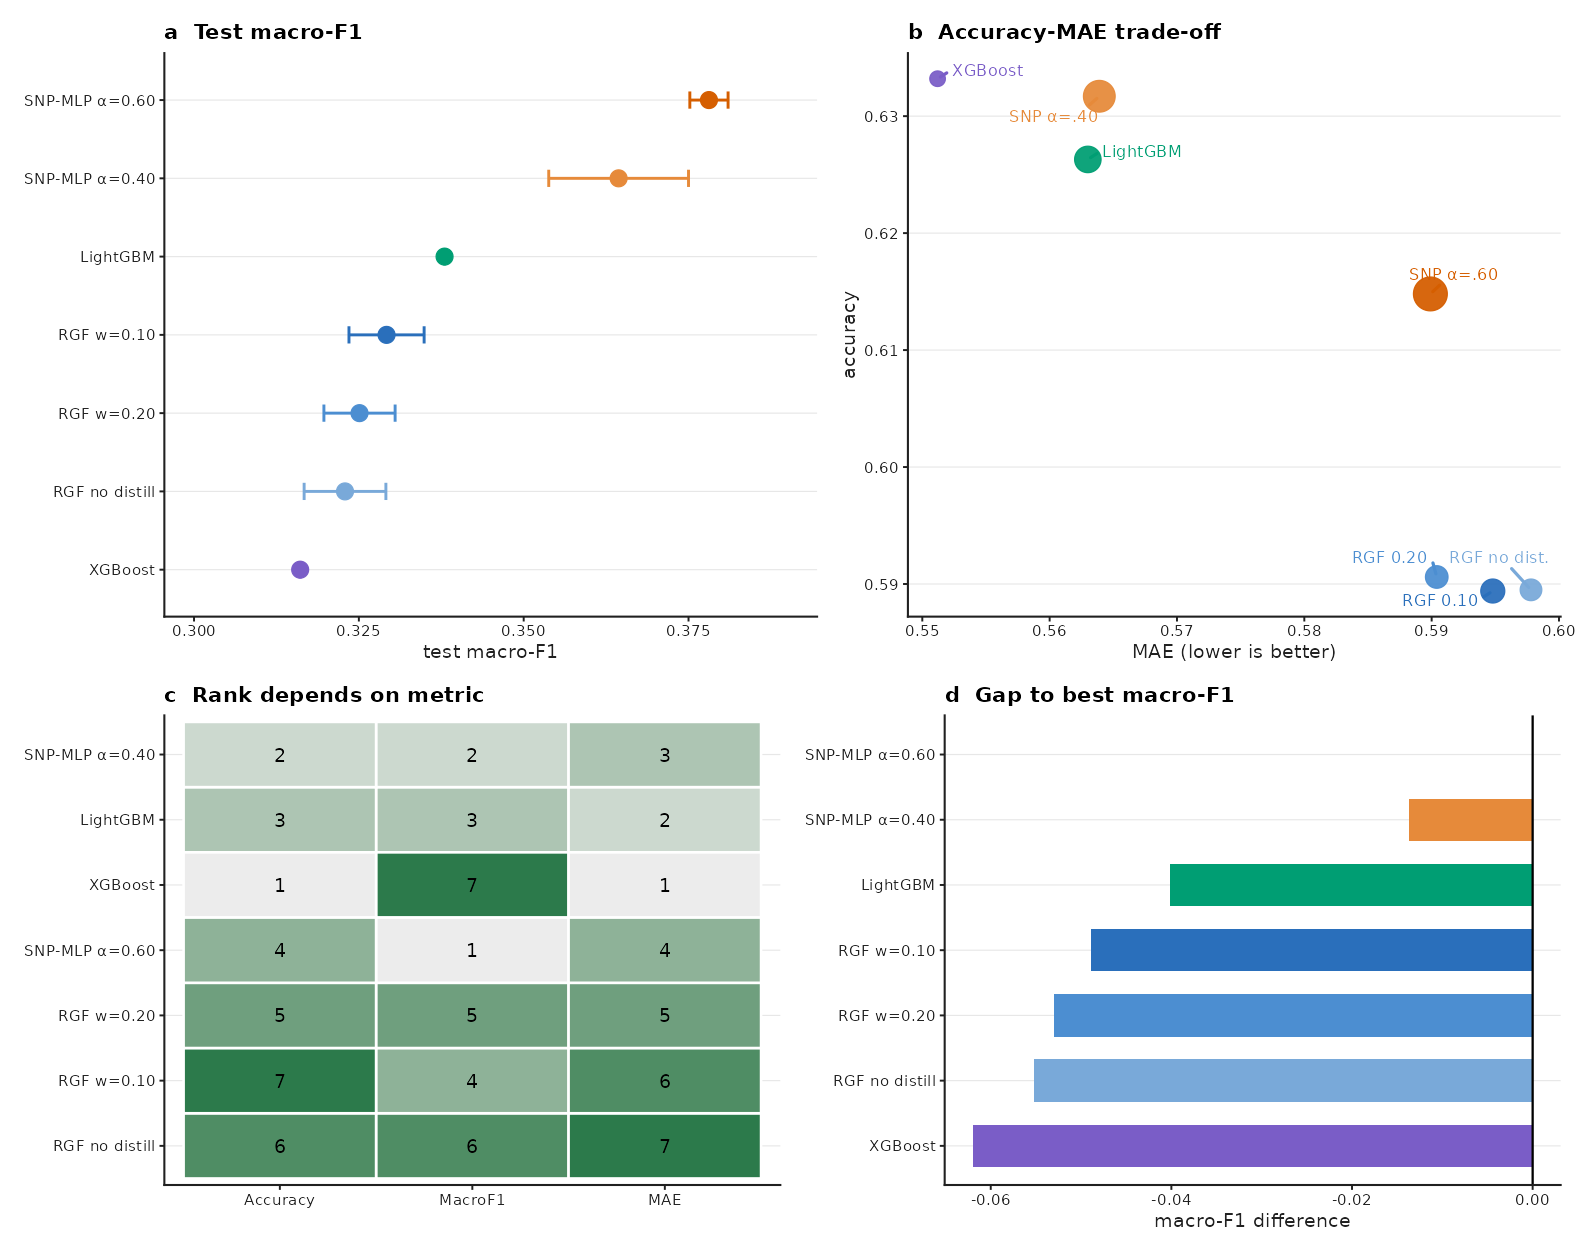 a Test macro-F1
SNP-MLP α=0.60
SNP-MLP α=0.40
LightGBM
RGF w=0.10
RGF w=0.20
RGF no distill
XGBoost
0.300 0.325 0.350 0.375
test macro-F1
b Accuracy-MAE trade-off
accuracy
0.63
0.62
0.61
0.60
0.59
XGBoost
SNP α=.40
LightGBM
SNP α=.60
RGF 0.20 RGF no dist.
RGF 0.10
0.55 0.56 0.57 0.58 0.59 0.60
MAE (lower is better)
c Rank depends on metric
SNP-MLP α=0.40 2 2 3
LightGBM 3 3 2
XGBoost 1 7 1
SNP-MLP α=0.60 4 1 4
RGF w=0.20 5 5 5
RGF w=0.10 7 4 6
RGF no distill 6 6 7
Accuracy MacroF1 MAE
d Gap to best macro-F1
SNP-MLP α=0.60
SNP-MLP α=0.40
LightGBM
RGF w=0.10
RGF w=0.20
RGF no distill
XGBoost
-0.06 -0.04 -0.02 0.00
macro-F1 difference